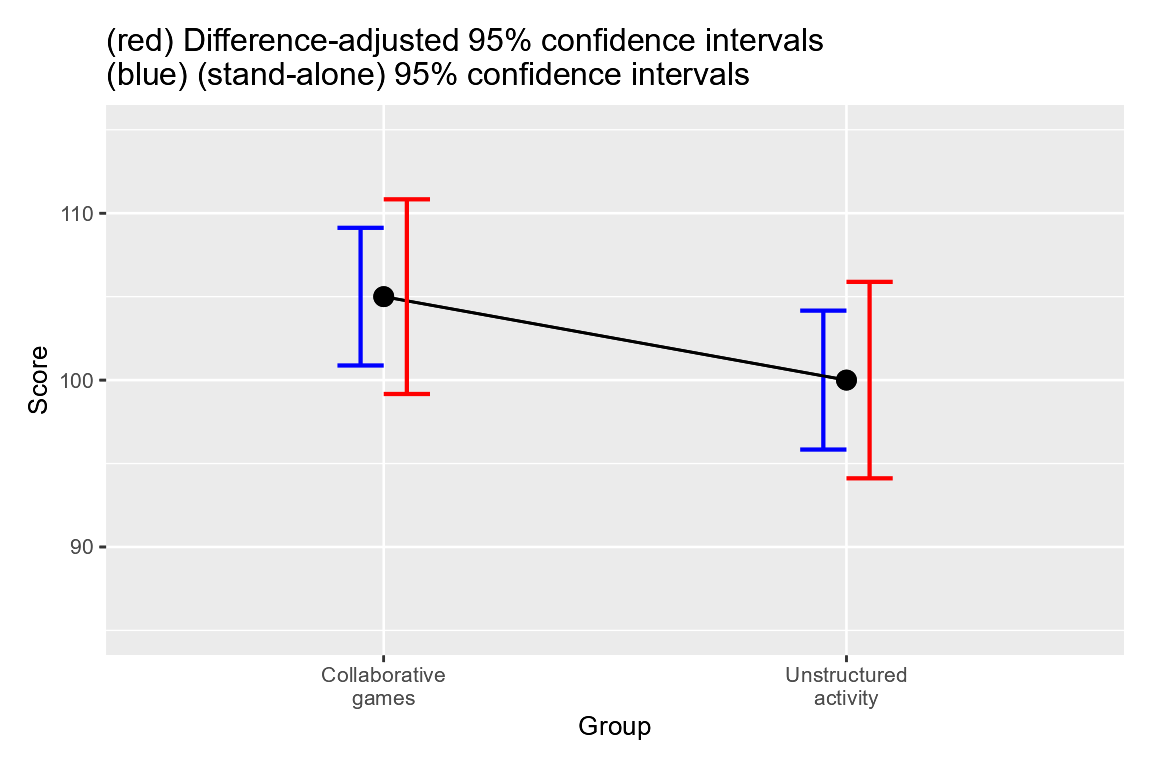 (red) Difference-adjusted 95% confidence intervals
(blue) (stand-alone) 95% confidence intervals
110
100
90
Score
Collaborative
games
Unstructured
activity
Group